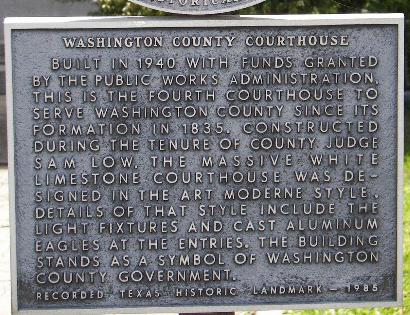 HISTORICAL
WASHINGTON COUNTY COURTHOUSE
BUILT IN 1940 WITH FUNDS GRANTED
BY THE PUBLIC WORKS ADMINISTRATION,
THIS IS THE FOURTH COURTHOUSE TO
SERVE WASHINGTON COUNTY SINCE ITS
FORMATION IN 1835. CONSTRUCTED
DURING THE TENURE OF COUNTY JUDGE
SAM LOW, THE MASSIVE WHITE
LIMESTONE COURTHOUSE WAS DE-
SIGNED IN THE ART MODERNE STYLE.
DETAILS OF THAT STYLE INCLUDE THE
LIGHT FIXTURES AND CAST ALUMINUM
EAGLES AT THE ENTRIES. THE BUILDING
STANDS AS A SYMBOL OF WASHINGTON
COUNTY GOVERNMENT.
RECORDED TEXAS HISTORIC LANDMARK - 1985